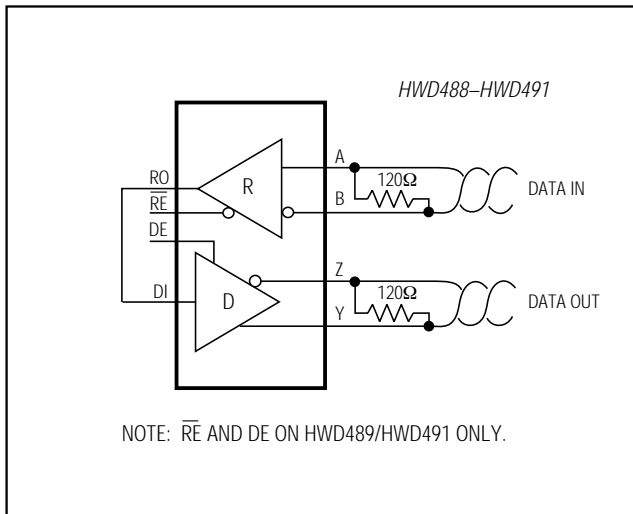 HWD488–HWD491
A
RO
R
120Ω
DATA IN
RE
B
DE
Z
DI
D
120Ω
DATA OUT
Y
NOTE: RE AND DE ON HWD489/HWD491 ONLY.